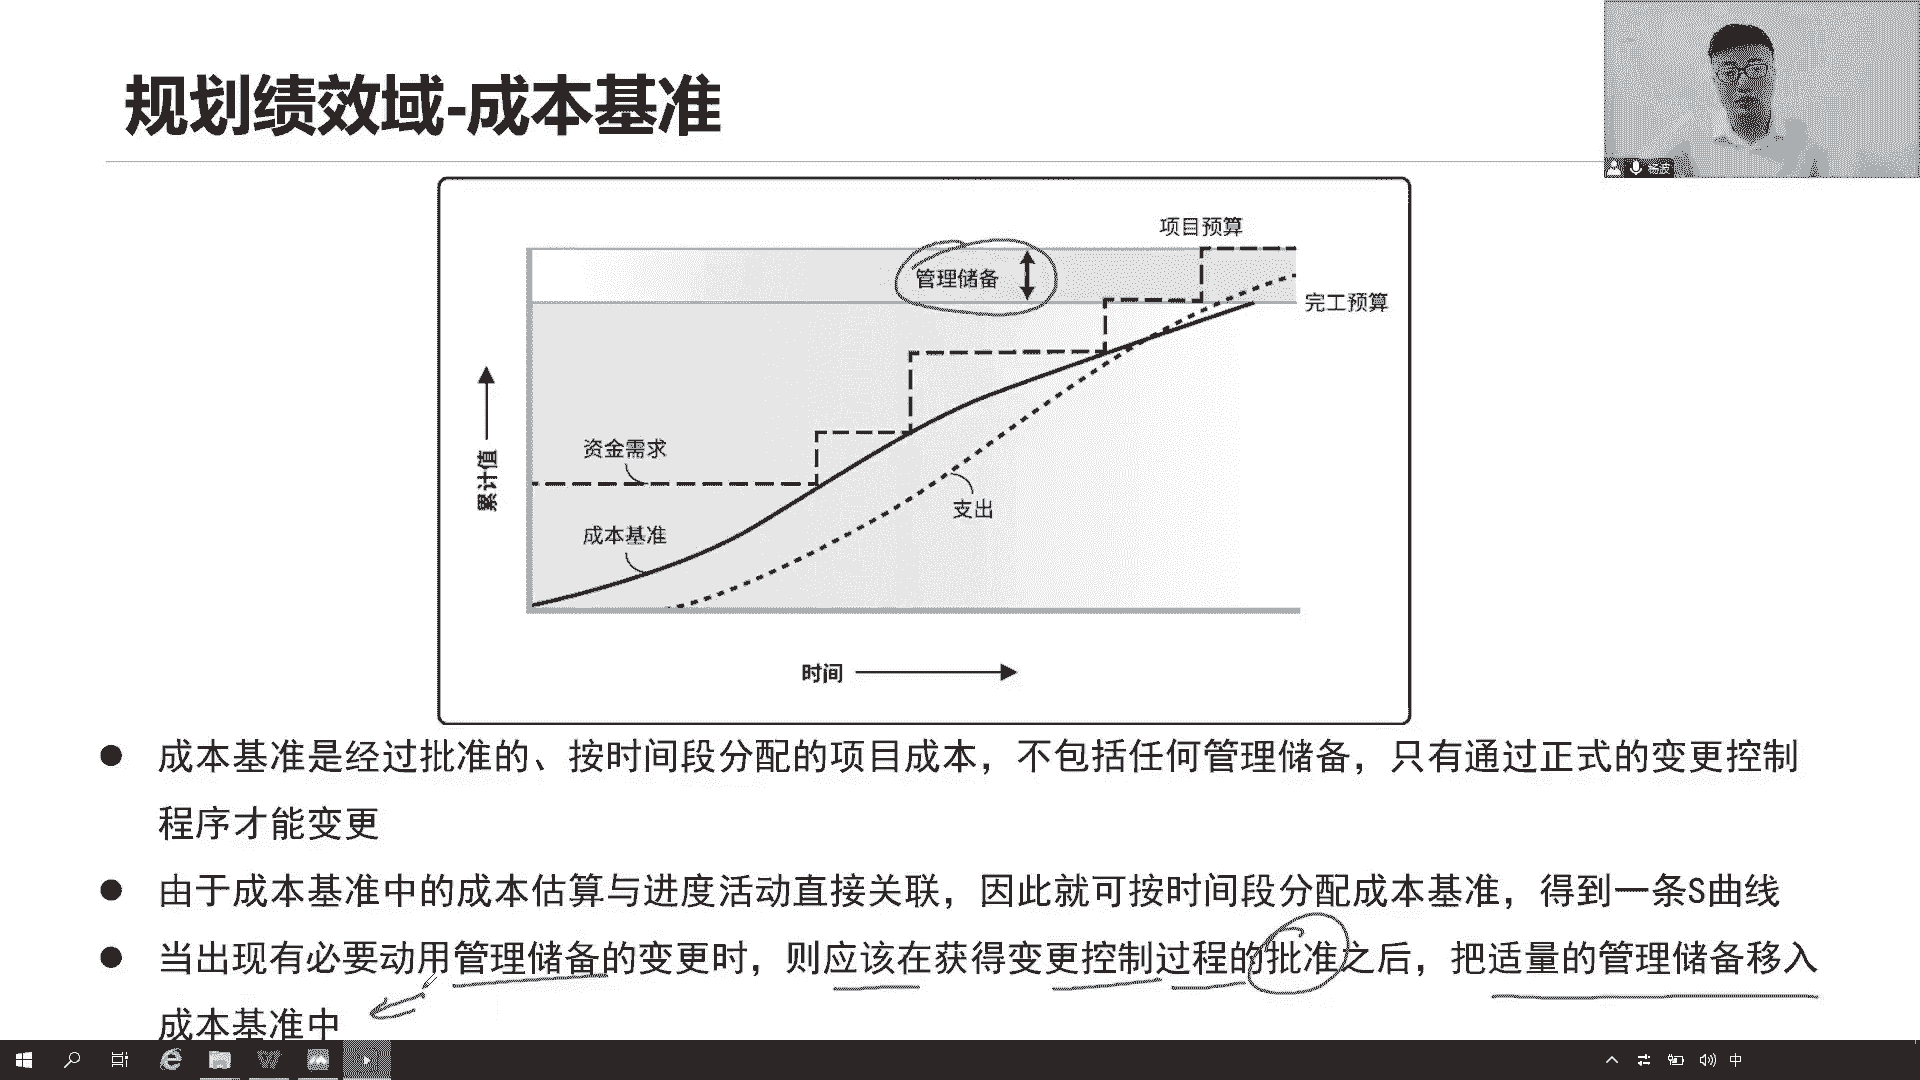 规划绩效域-成本基准
杨波
项目预算
管理储备
完工预算
资金需求
累计值
支出
成本基准
时间
成本基准是经过批准的、按时间段分配的项目成本，不包括任何管理储备，只有通过正式的变更控制
程序才能变更
由于成本基准中的成本估算与进度活动直接关联，因此就可按时间段分配成本基准，得到一条S曲线
当出现有必要动用管理储备的变更时，则应该在获得变更控制过程的批准之后，把适量的管理储备移入
成本基准中
中